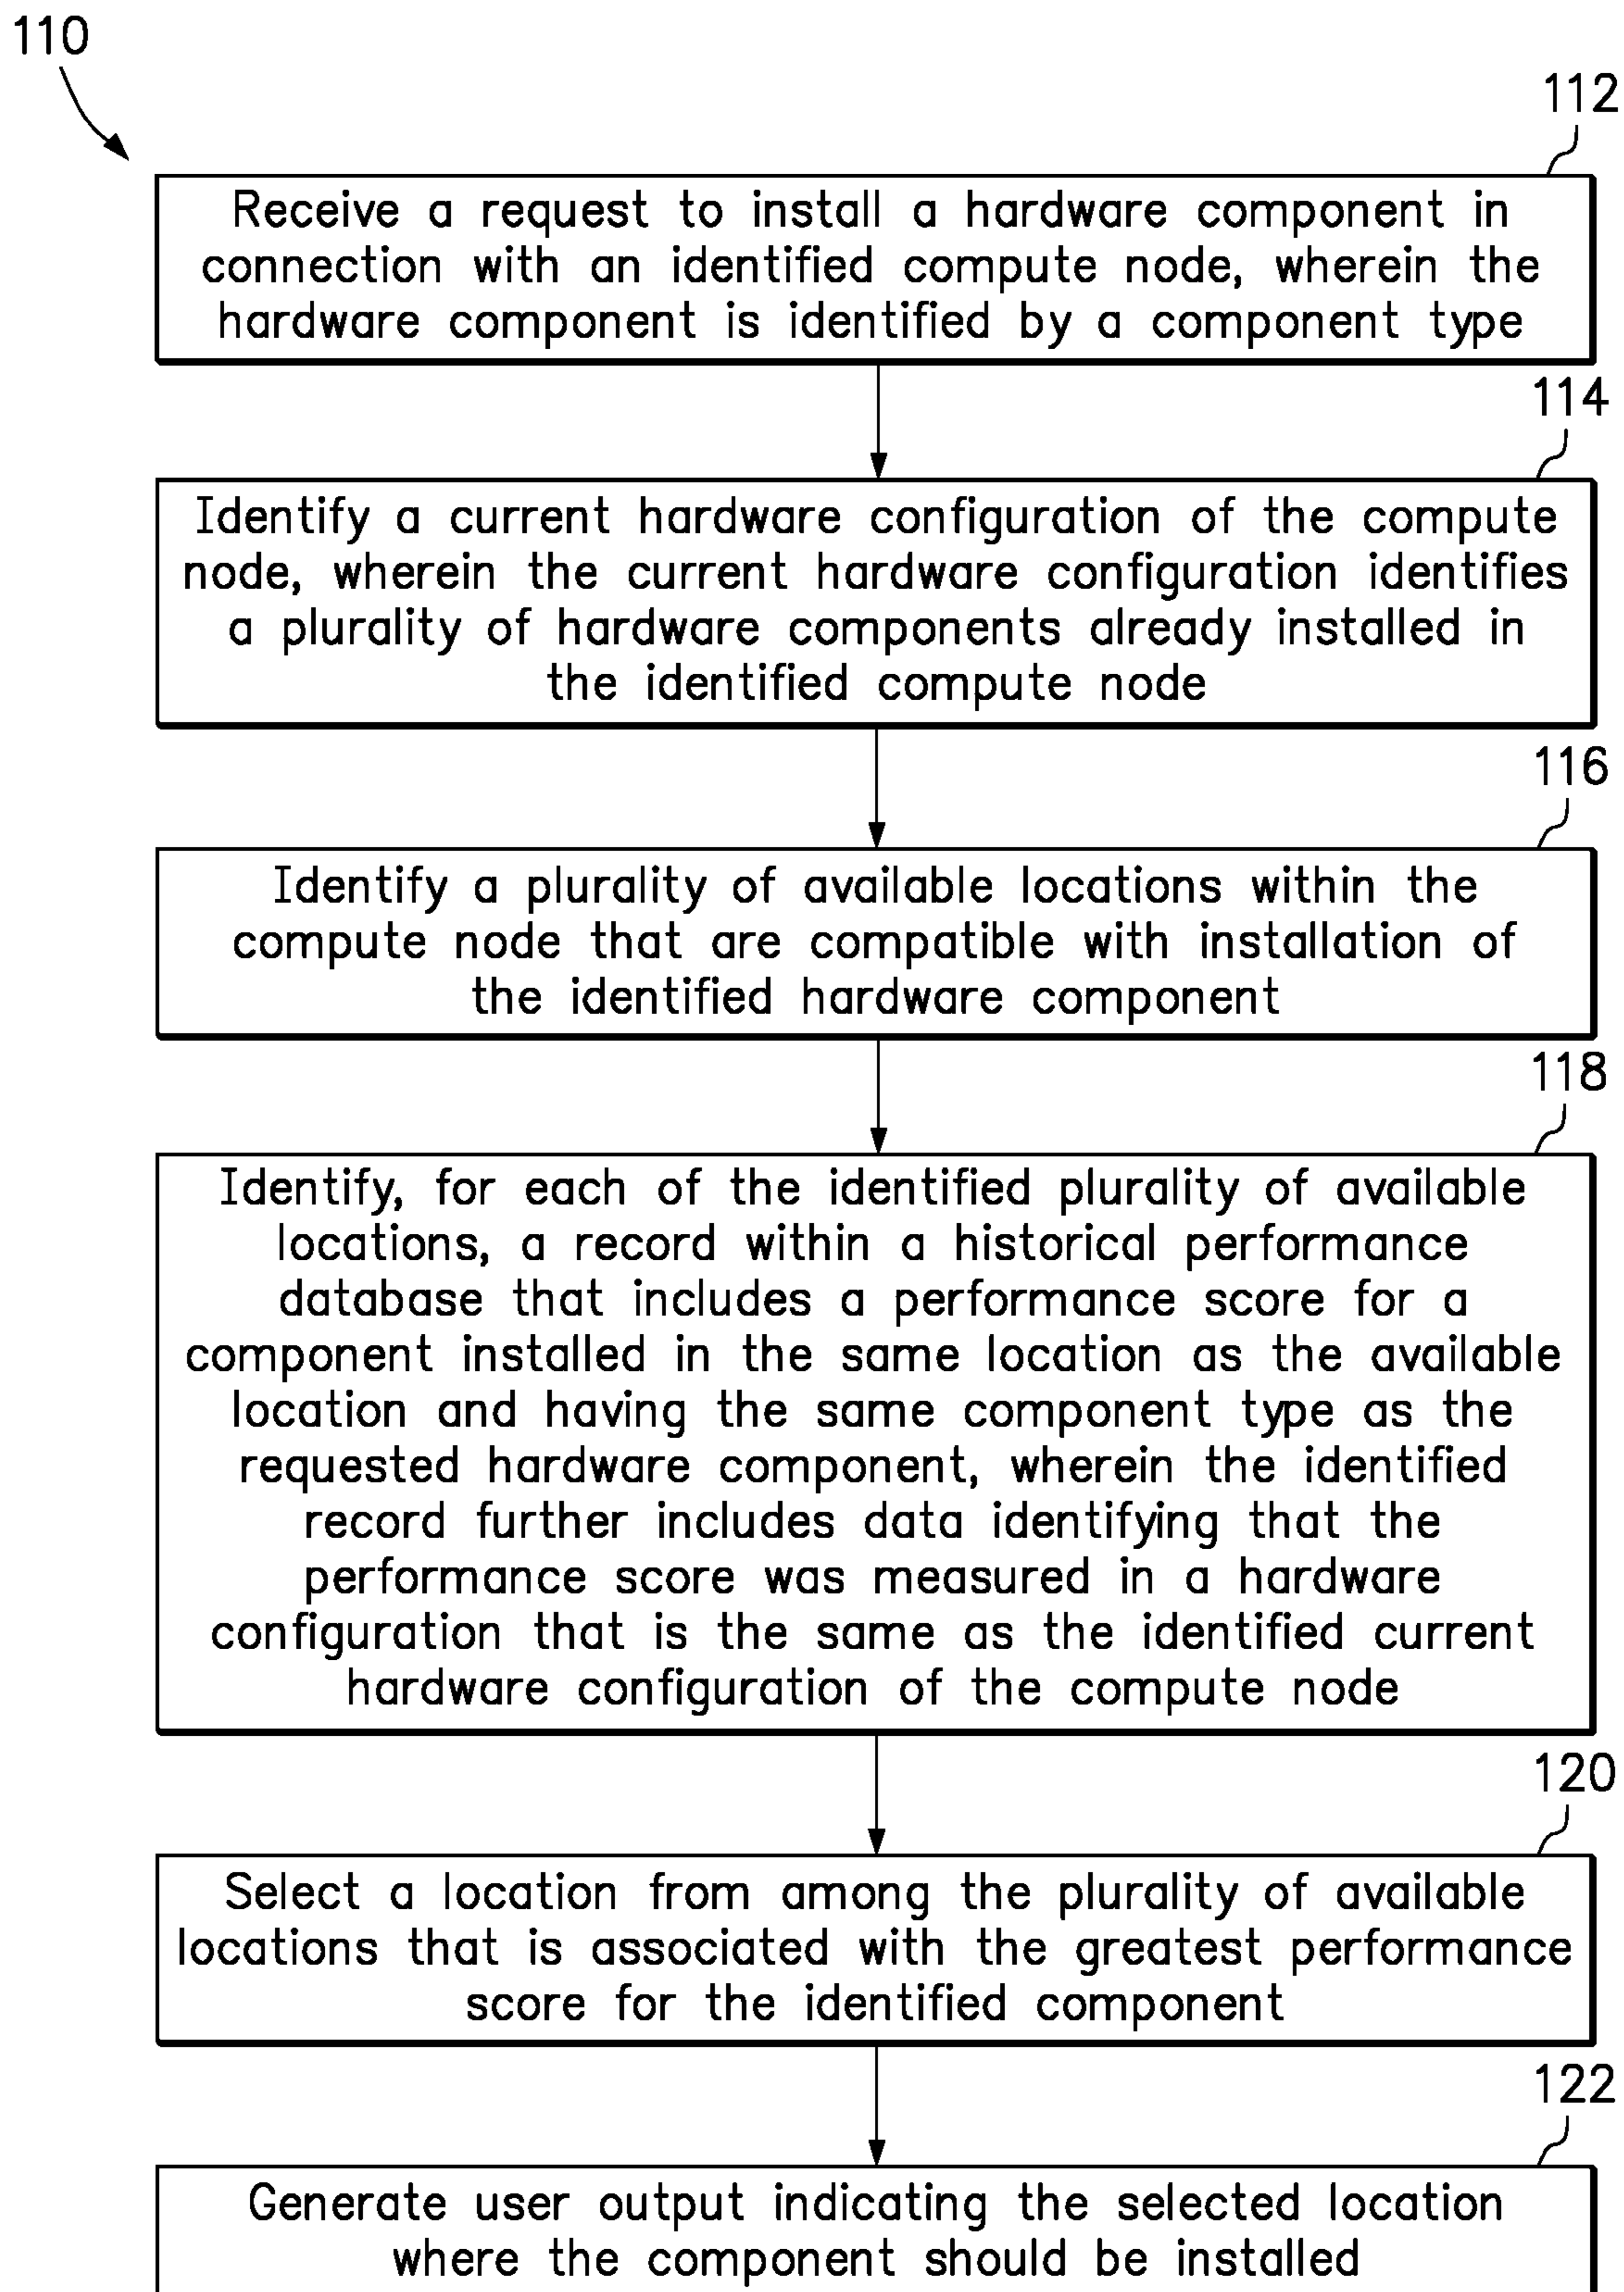 110
112
Receive a request to install a hardware component in
connection with an identified compute node, wherein the
hardware component is identified by a component type
114
Identify a current hardware configuration of the compute
node, wherein the current hardware configuration identifies
a plurality of hardware components already installed in
the identified compute node
116
Identify a plurality of available locations within the
compute node that are compatible with installation of
the identified hardware component
118
Identify, for each of the identified plurality of available
locations, a record within a historical performance
database that includes a performance score for a
component installed in the same location as the available
location and having the same component type as the
requested hardware component, wherein the identified
record further includes data identifying that the
performance score was measured in a hardware
configuration that is the same as the identified current
hardware configuration of the compute node
120
Select a location from among the plurality of available
locations that is associated with the greatest performance
score for the identified component
122
Generate user output indicating the selected location
where the component should be installed